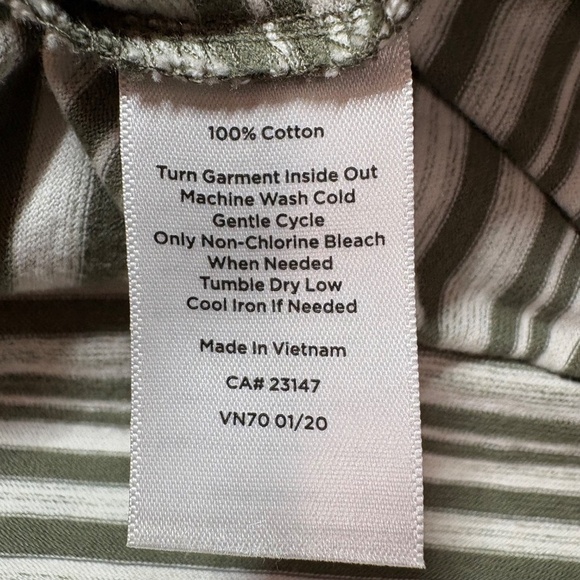 100% Cotton
Turn Garment Inside Out
Machine Wash Cold
Gentle Cycle
Only Non-Chlorine Bleach
When Needed
Tumble Dry Low
Cool Iron If Needed
Made In Vietnam
CA# 23147
VN70 01/20